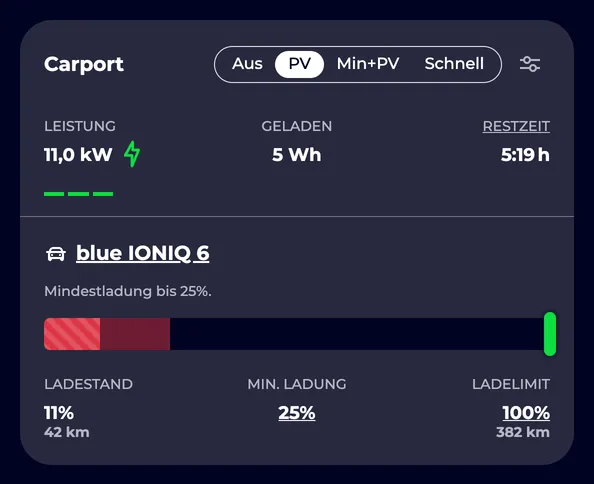 Carport Aus PV Min+PV Schnell
LEISTUNG GELADEN RESTZEIT
11,0 kW 5 Wh 5:19 h
blue IONIQ 6
Mindestladung bis 25%.
LADESTAND MIN. LADUNG LADELIMIT
11% 25% 100%
42 km 382 km